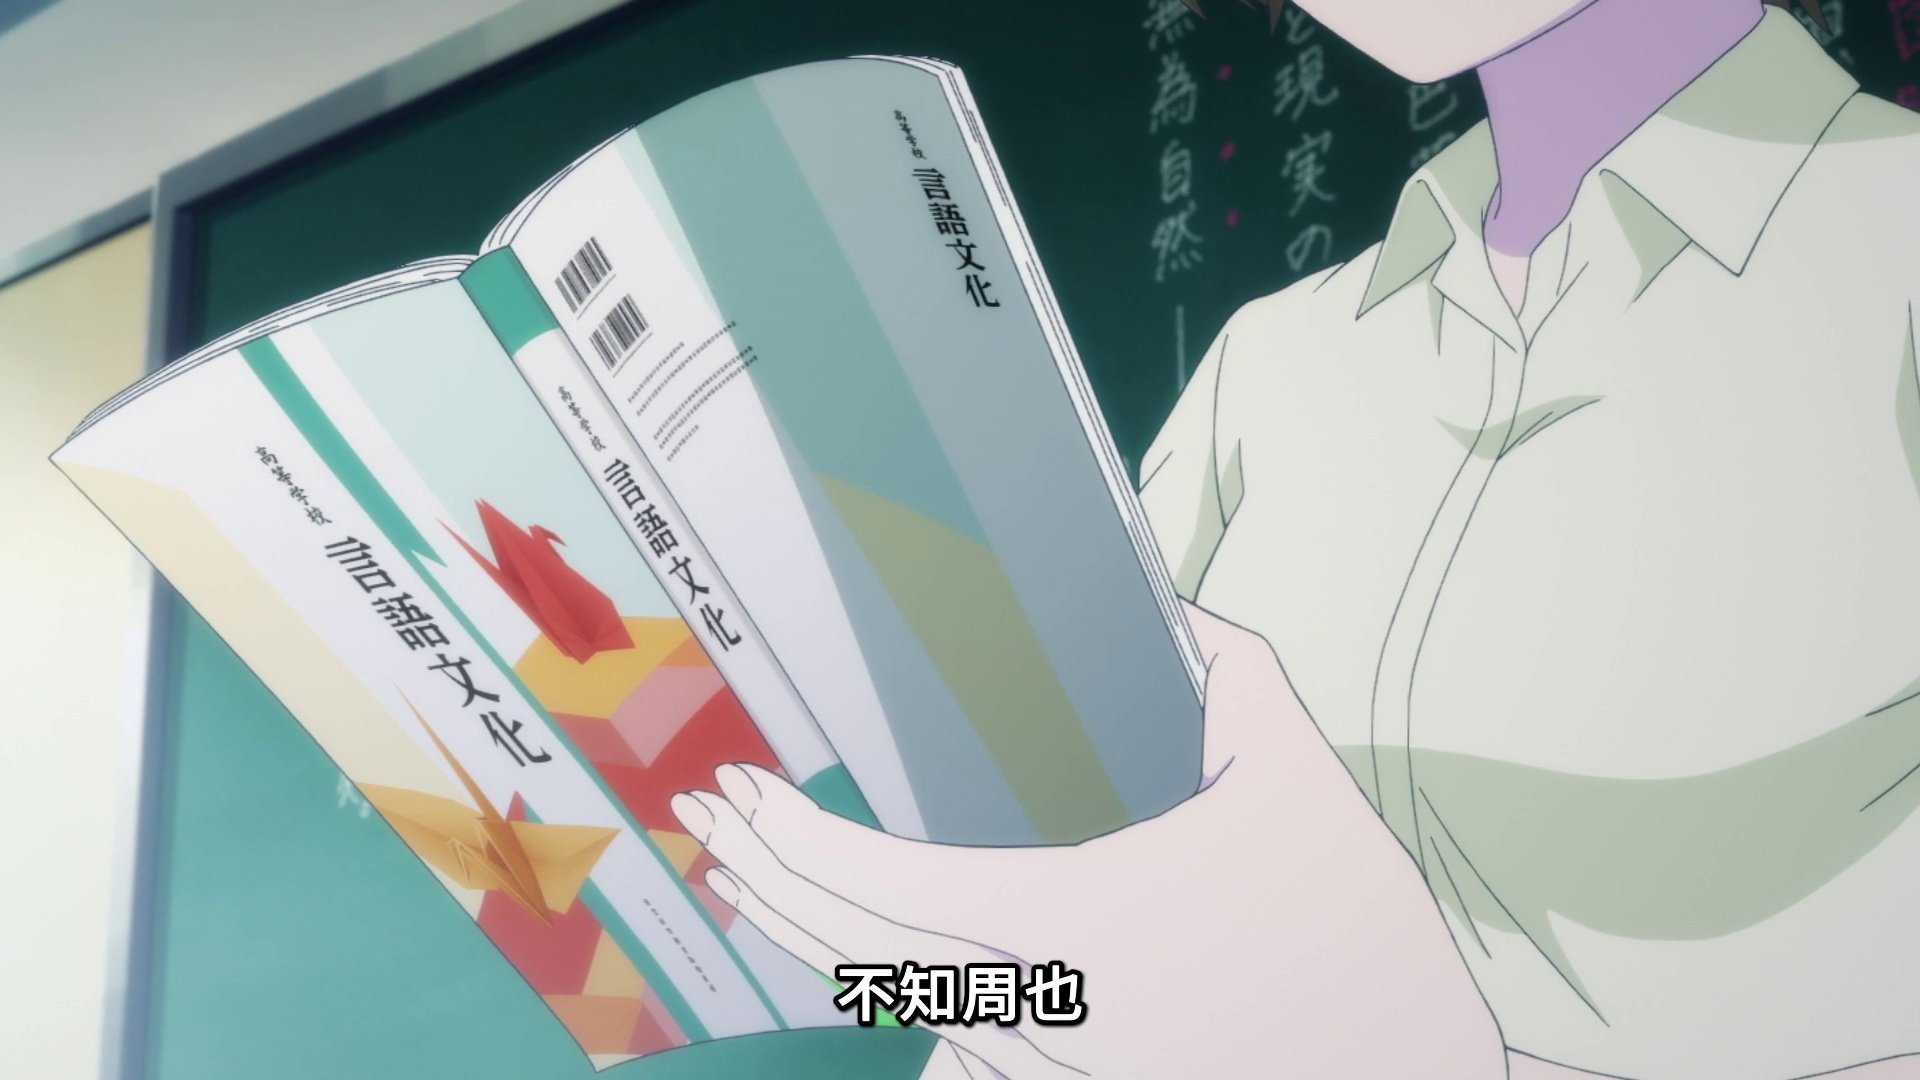 無為自然
と現実の
高等学校
言語文化
高等学校
言語文化
高等学校
言語文化
不知周也